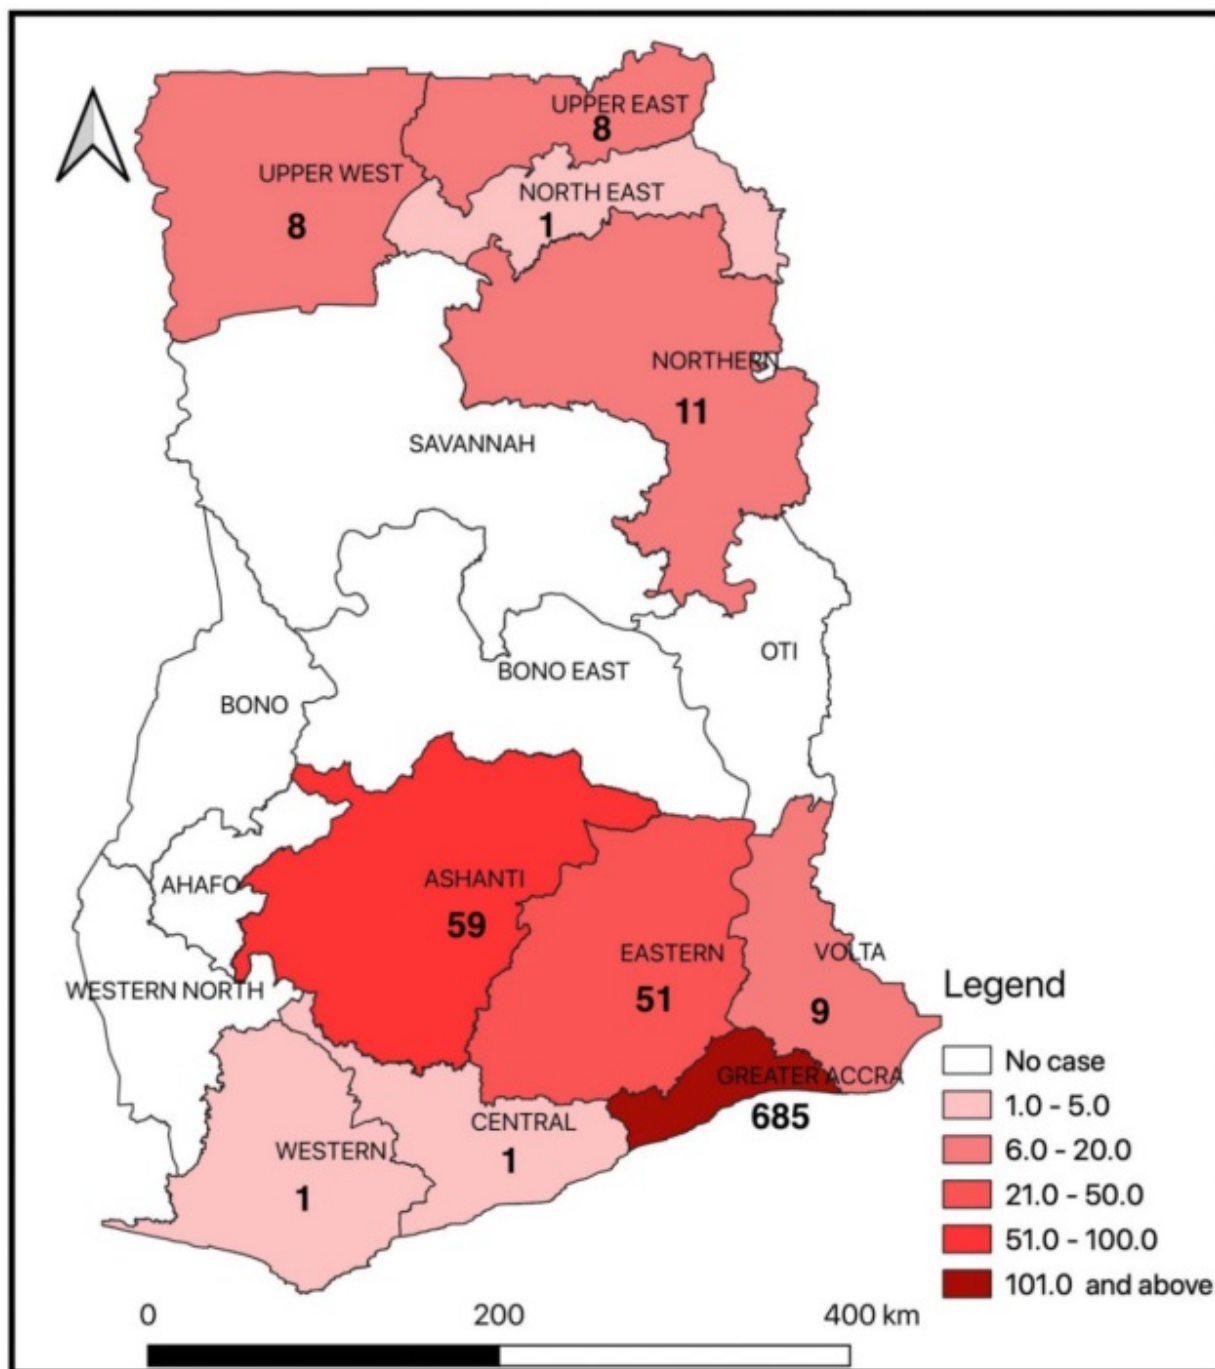 UPPER EAST
8
UPPER WEST
8
NORTH EAST
1
NORTHERN
11
SAVANNAH
OTI
BONO EAST
BONO
ASHANTI
59
AHAFO
EASTERN
51
VOLTA
9
WESTERN NORTH
GREATER ACCRA
685
CENTRAL
1
WESTERN
1
Legend
No case
1.0 - 5.0
6.0 - 20.0
21.0 - 50.0
51.0 - 100.0
101.0 and above
0 200 400 km